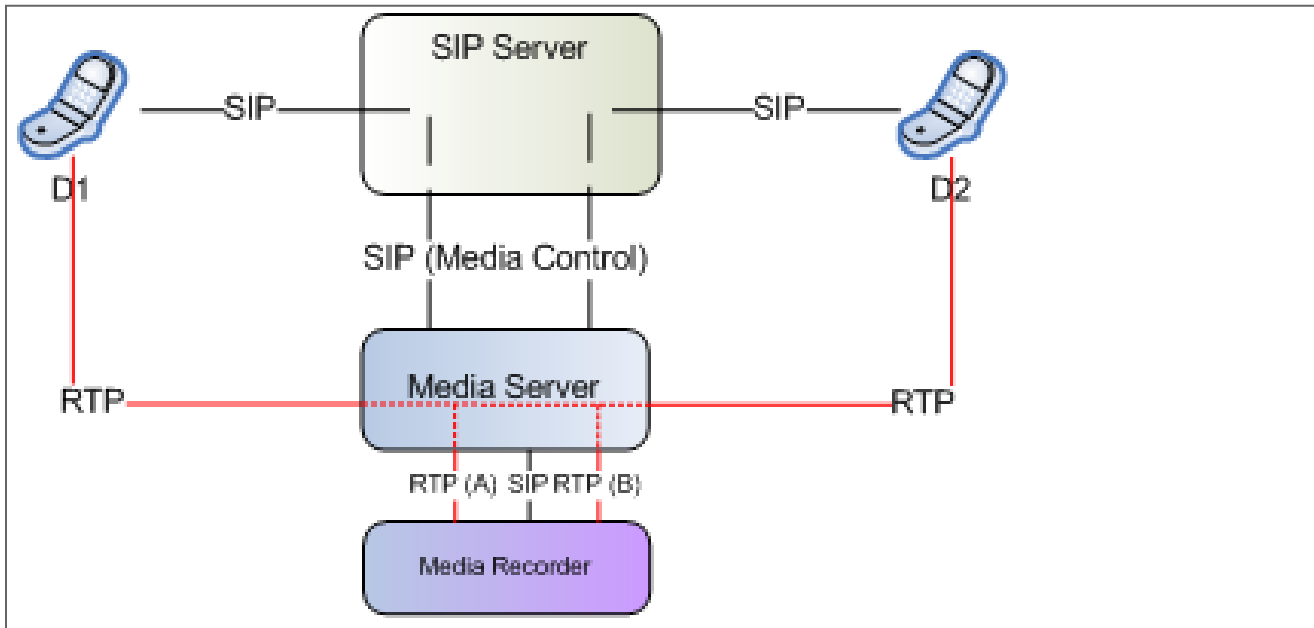 SIP Server
SIP
SIP
D1
D2
SIP (Media Control)
Media Server
RTP
RTP
RTP (A) SIP RTP (B)
Media Recorder